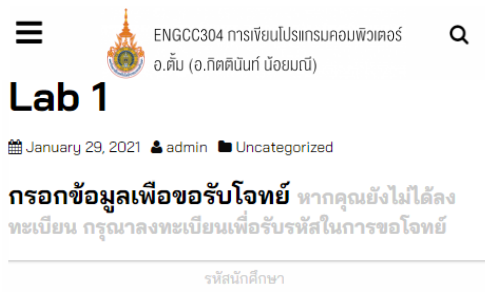 ENGCC304 การเขียนโปรแกรมคอมพิวเตอร์
อ.ตั้ม (อ.กิตตินันท์ น้อยมณี)
Lab 1
January 29, 2021 admin Uncategorized
กรอกข้อมูลเพื่อขอรับโจทย์ หากคุณยังไม่ได้ลง
ทะเบียน กรุณาลงทะเบียนเพื่อรับรหัสในการขอโจทย์
รหัสนักศึกษา